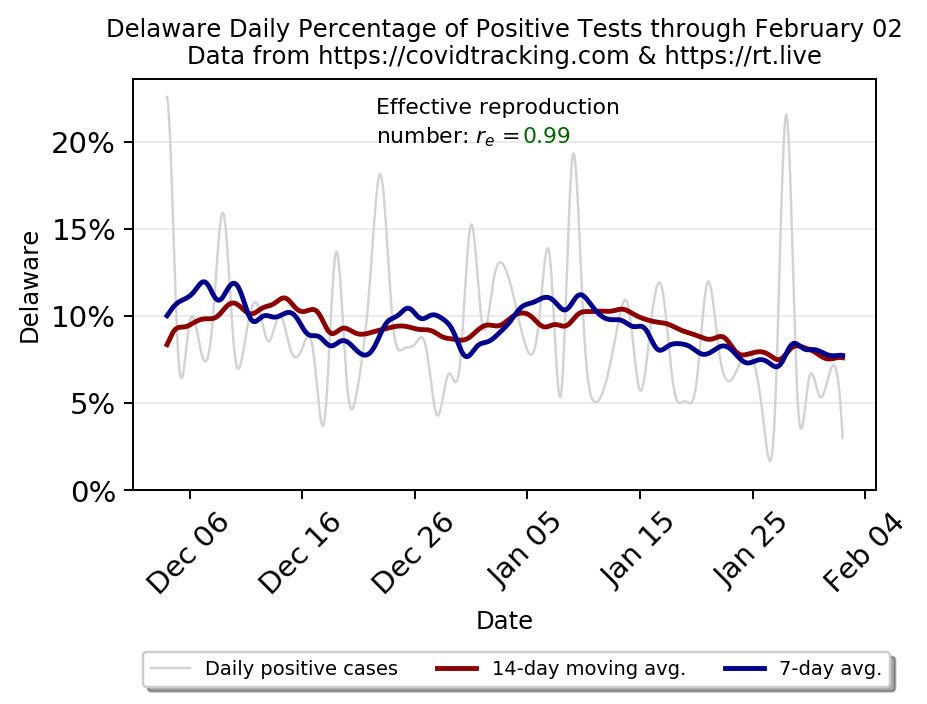 Delaware Daily Percentage of Positive Tests through February 02
Data from https://covidtracking.com & https://rt.live
Effective reproduction
number: rₑ = 0.99
20%
15%
10%
5%
0%
Delaware
Dec 06
Dec 16
Dec 26
Jan 05
Jan 15
Jan 25
Feb 04
Date
Daily positive cases
14-day moving avg.
7-day avg.